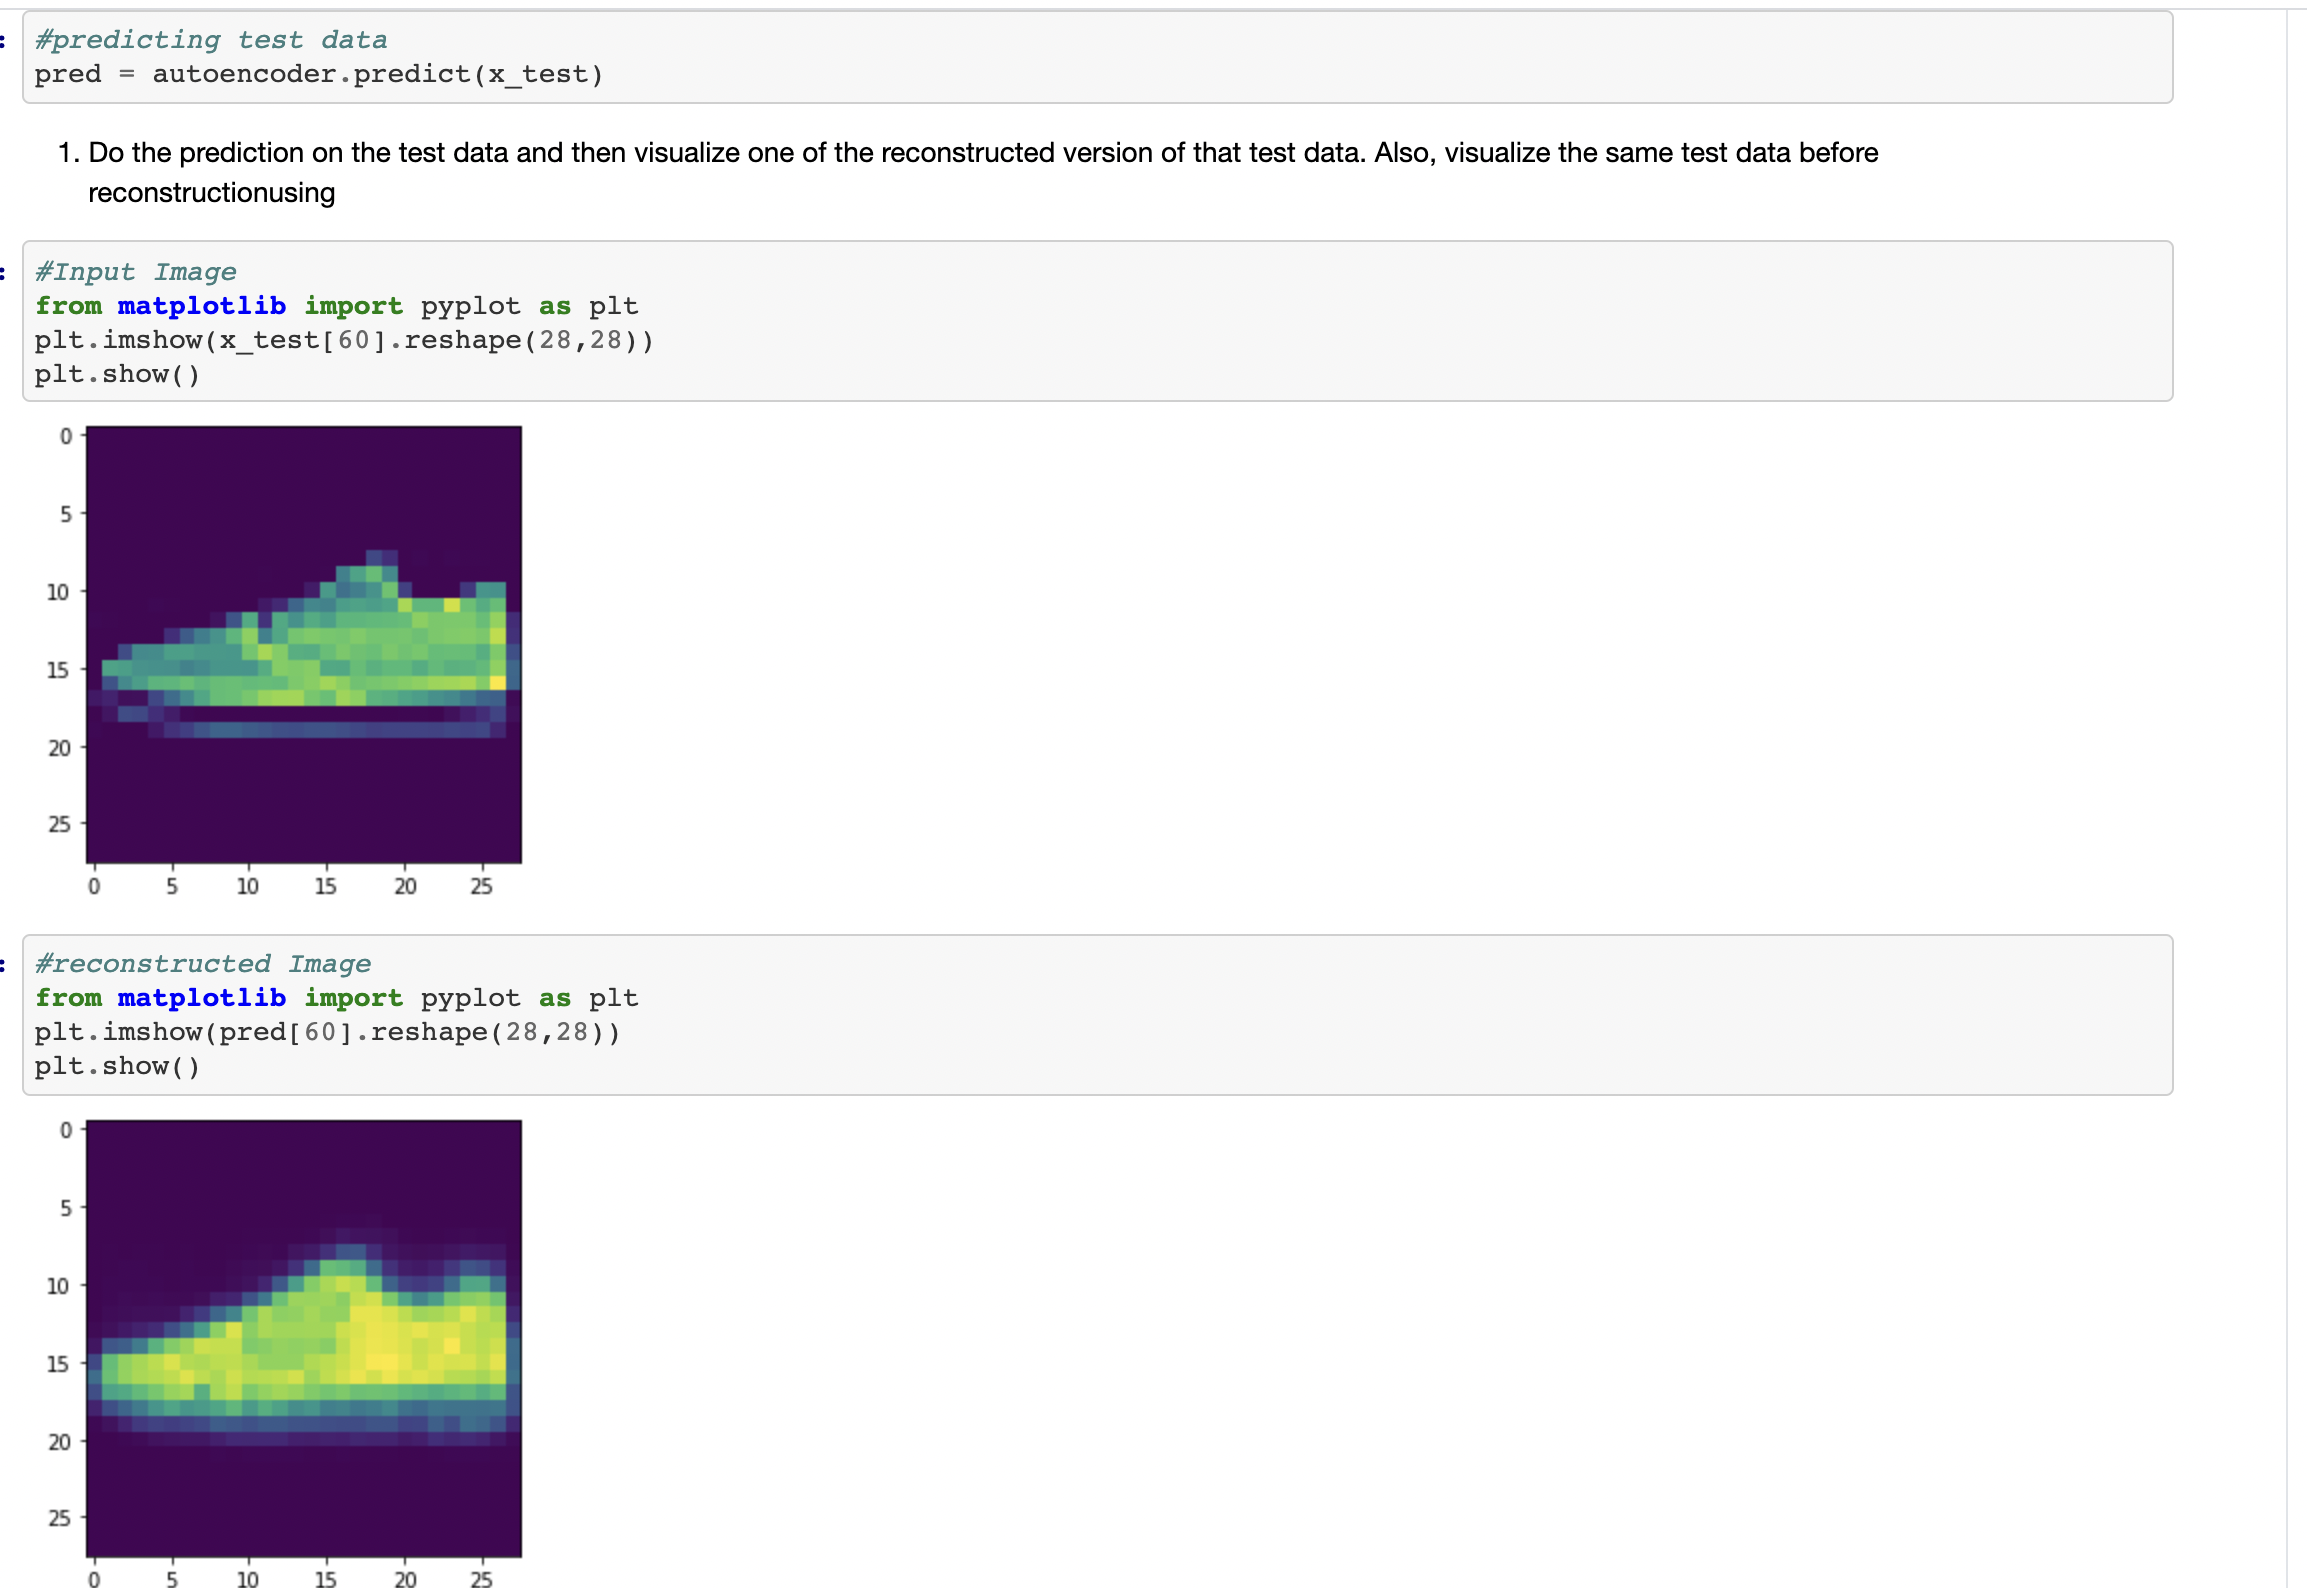 #predicting test data
pred = autoencoder.predict(x_test)
1. Do the prediction on the test data and then visualize one of the reconstructed version of that test data. Also, visualize the same test data before
reconstructionusing
#Input Image
from matplotlib import pyplot as plt
plt.imshow(x_test[60].reshape(28,28))
plt.show()
0
5
10
15
20
25
0 5 10 15 20 25
#reconstructed Image
from matplotlib import pyplot as plt
plt.imshow(pred[60].reshape(28,28))
plt.show()
0
5
10
15
20
25
0 5 10 15 20 25